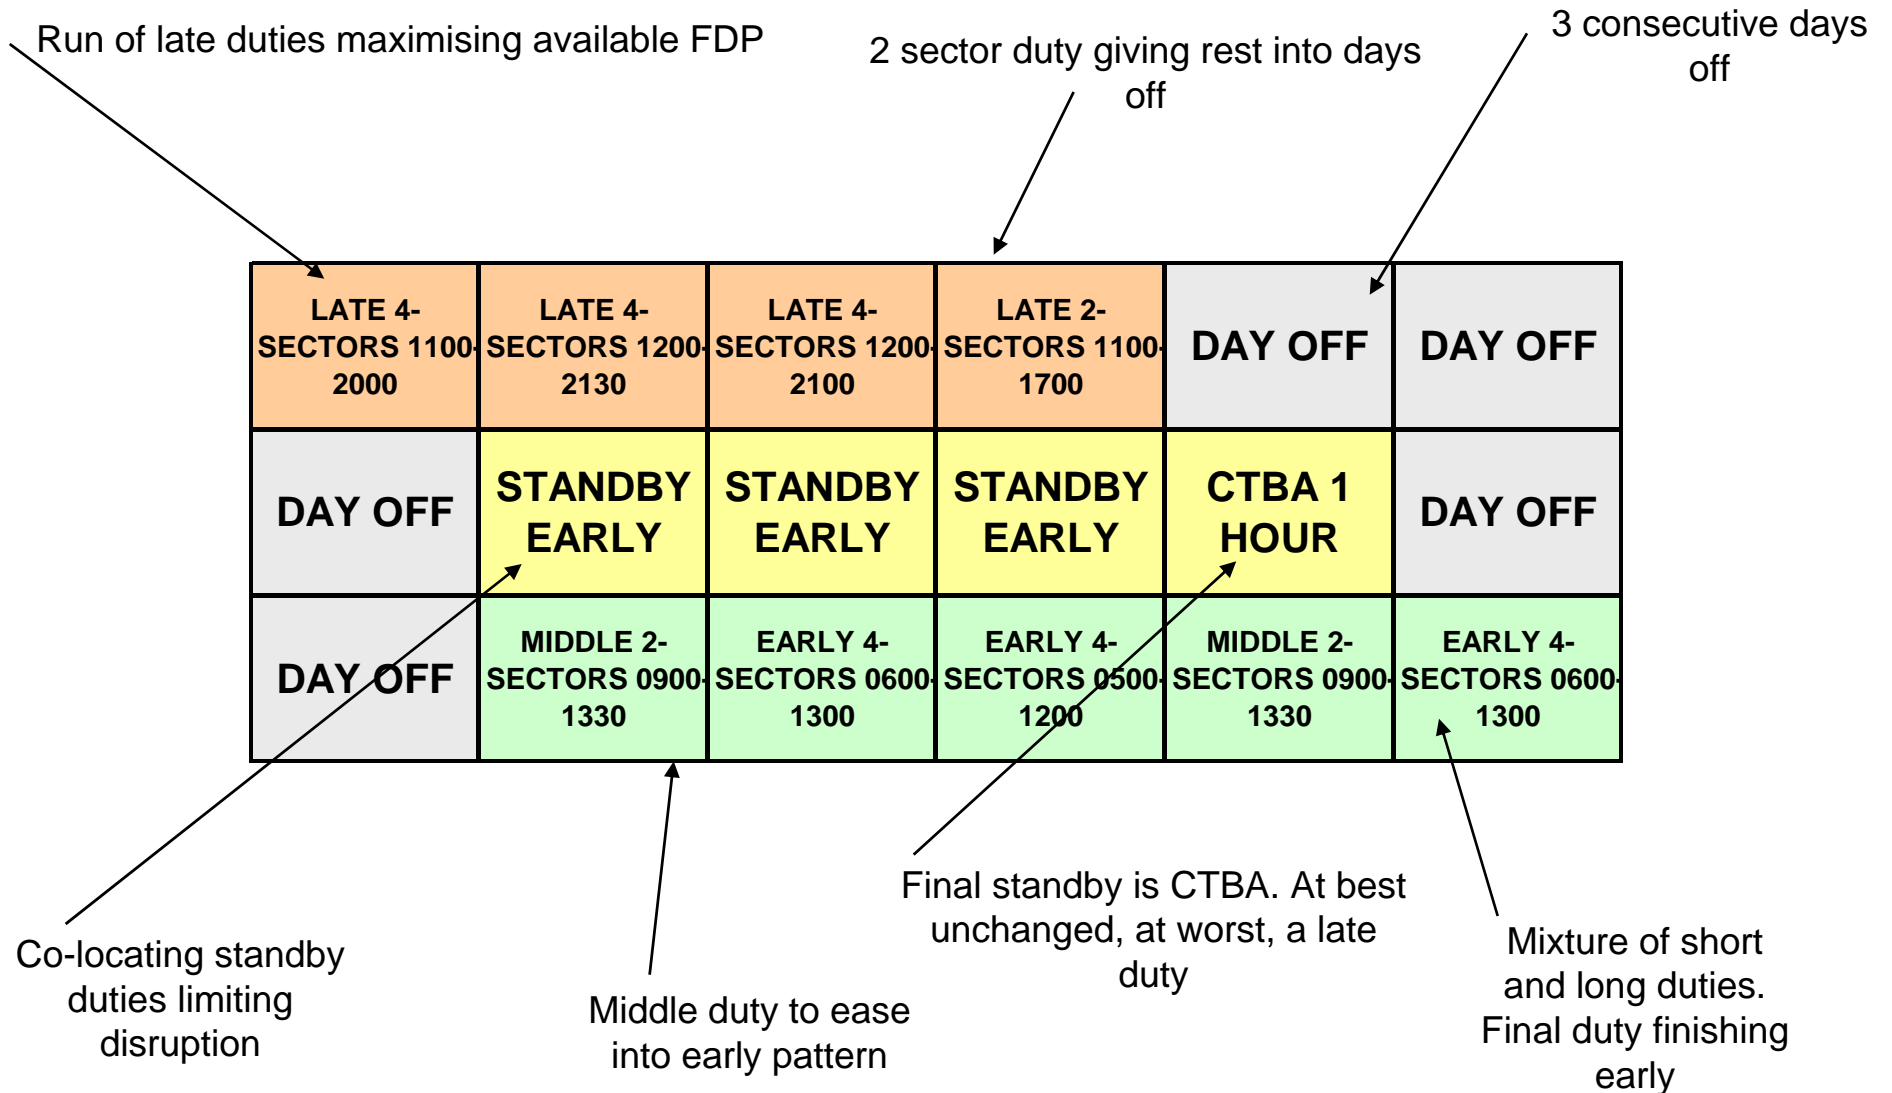 Run of late duties maximising available FDP
2 sector duty giving rest into days
off
3 consecutive days
off
LATE 4-
SECTORS 1100-
2000
LATE 4-
SECTORS 1200-
2130
LATE 4-
SECTORS 1200-
2100
LATE 2-
SECTORS 1100-
1700
DAY OFF
DAY OFF
DAY OFF
STANDBY
EARLY
STANDBY
EARLY
STANDBY
EARLY
CTBA 1
HOUR
DAY OFF
DAY OFF
MIDDLE 2-
SECTORS 0900-
1330
EARLY 4-
SECTORS 0600-
1300
EARLY 4-
SECTORS 0500-
1200
MIDDLE 2-
SECTORS 0900-
1330
EARLY 4-
SECTORS 0600-
1300
Co-locating standby
duties limiting
disruption
Middle duty to ease
into early pattern
Final standby is CTBA. At best
unchanged, at worst, a late
duty
Mixture of short
and long duties.
Final duty finishing
early